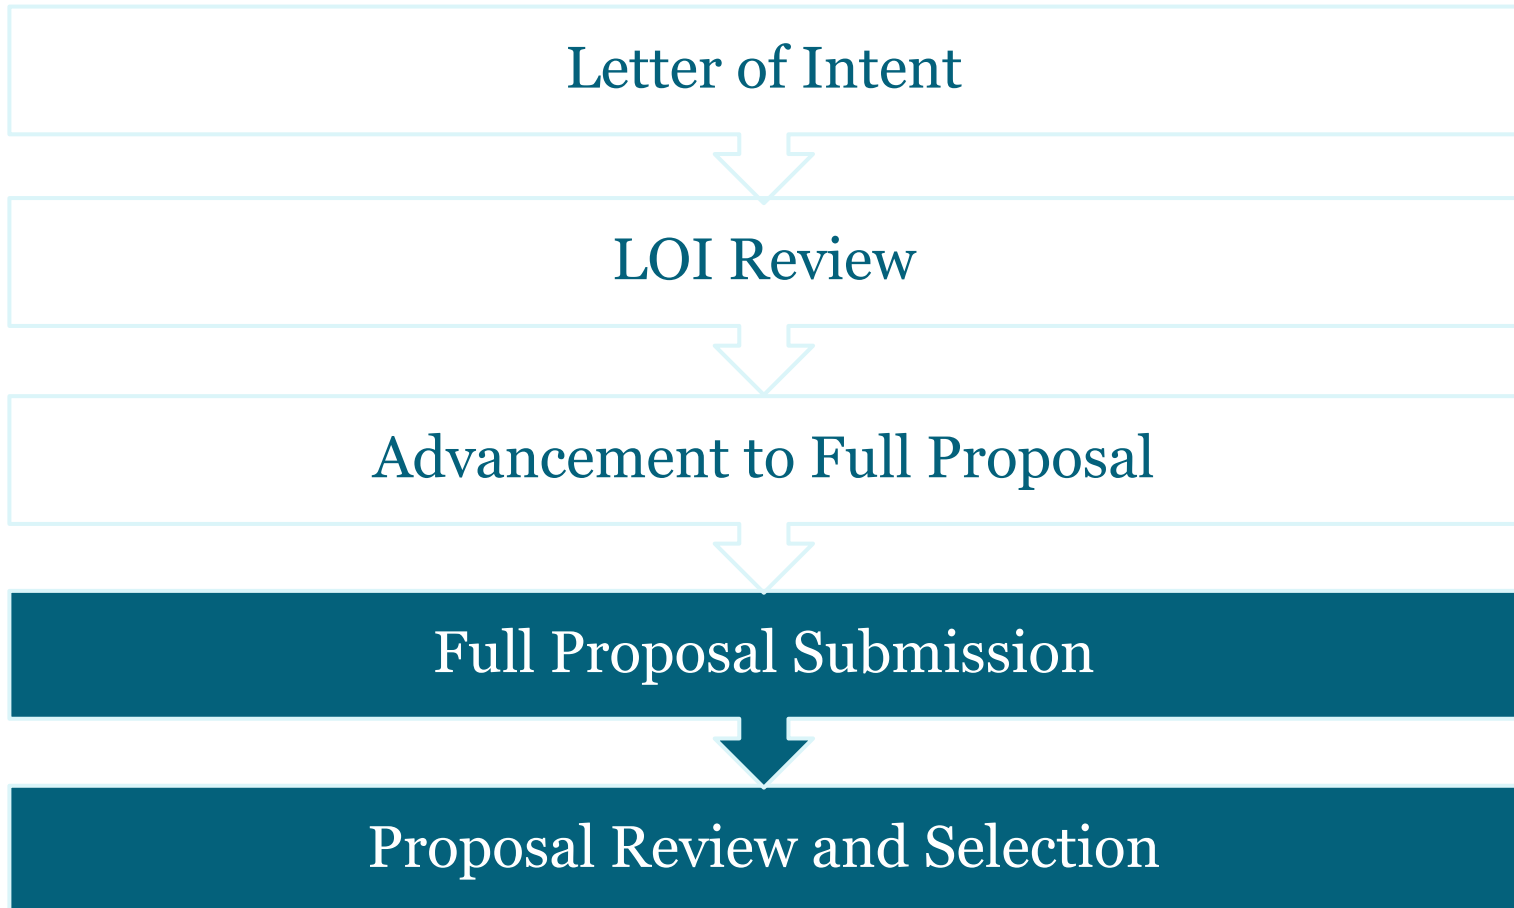 Letter of Intent
LOI Review
Advancement to Full Proposal
Full Proposal Submission
Proposal Review and Selection